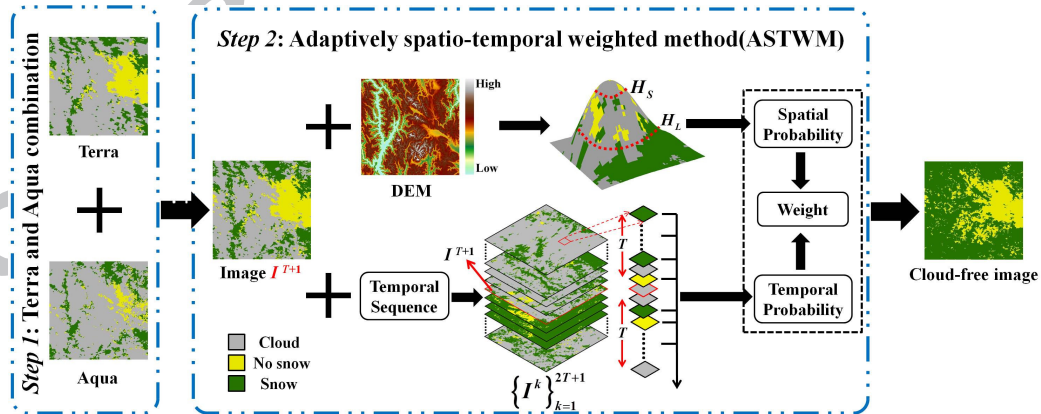 Step 1: Terra and Aqua combination
Terra
Aqua
Step 2: Adaptively spatio-temporal weighted method(ASTWM)
Image I^{T+1}
High
Low
DEM
H_S
H_L
Spatial
Probability
Weight
Temporal
Probability
Temporal
Sequence
I^{T+1}
T
T
Cloud
No snow
Snow
{I^k}_{k=1}^{2T+1}
Cloud-free image